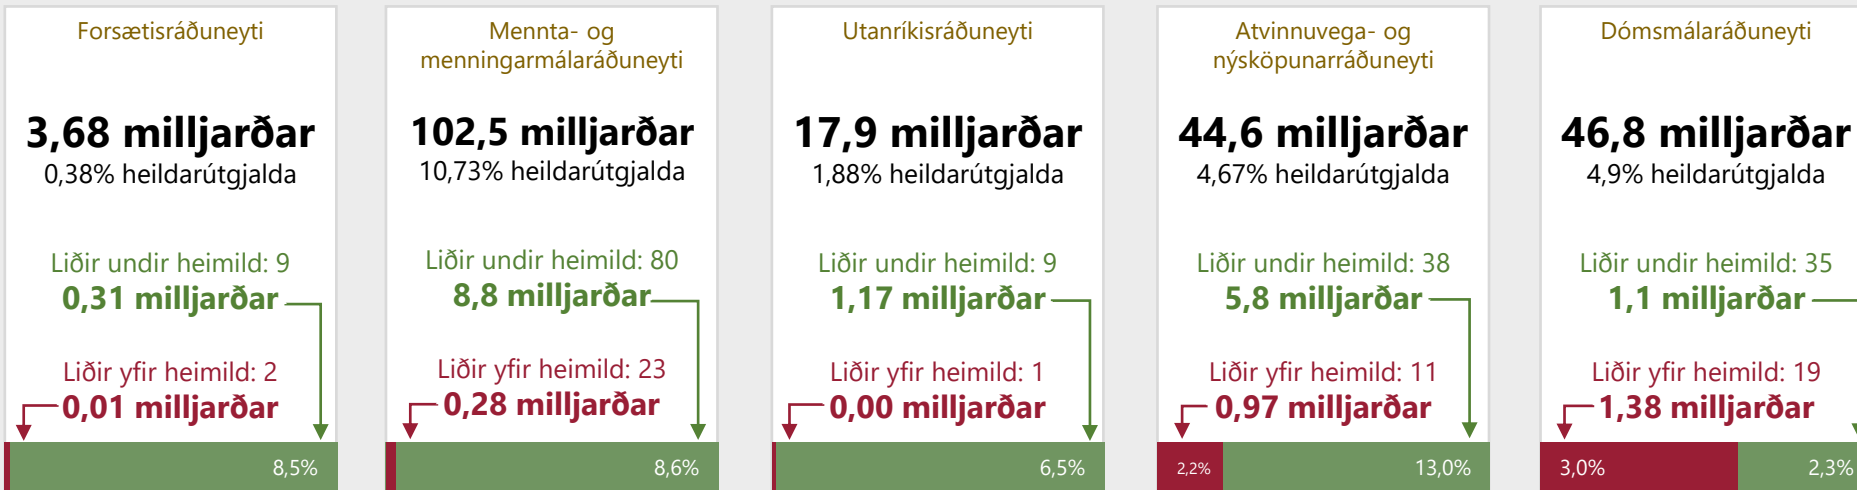 Forsætisráðuneyti
3,68 milljarðar
0,38% heildarútgjalda
Liðir undir heimild: 9
0,31 milljarðar
Liðir yfir heimild: 2
0,01 milljarðar
8,5%
Mennta- og
menningarmálaráðuneyti
102,5 milljarðar
10,73% heildarútgjalda
Liðir undir heimild: 80
8,8 milljarðar
Liðir yfir heimild: 23
0,28 milljarðar
8,6%
Utanríkisráðuneyti
17,9 milljarðar
1,88% heildarútgjalda
Liðir undir heimild: 9
1,17 milljarðar
Liðir yfir heimild: 1
0,00 milljarðar
6,5%
Atvinnuvega- og
nýsköpunarráðuneyti
44,6 milljarðar
4,67% heildarútgjalda
Liðir undir heimild: 38
5,8 milljarðar
Liðir yfir heimild: 11
0,97 milljarðar
2,2%
13,0%
Dómsmálaráðuneyti
46,8 milljarðar
4,9% heildarútgjalda
Liðir undir heimild: 35
1,1 milljarðar
Liðir yfir heimild: 19
1,38 milljarðar
3,0%
2,3%